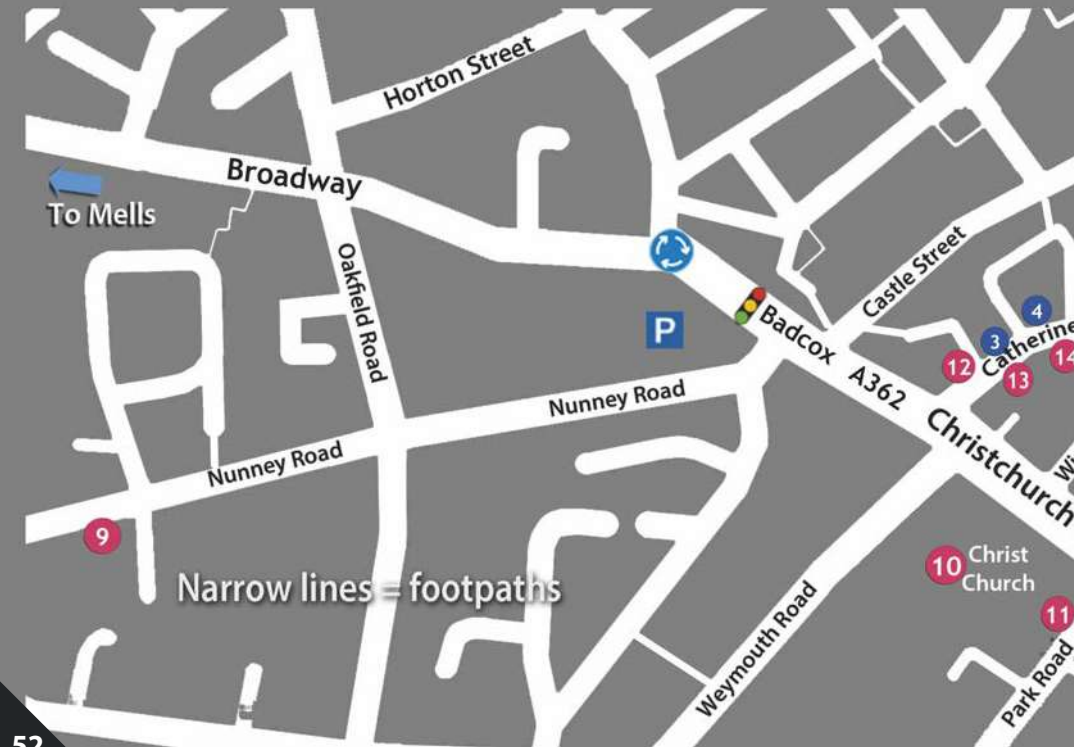 Horton Street
Broadway
To Mells
Oakfield Road
Castle Street
P
Badcox
4
3
Catherine
12
13
14
A362
Nunney Road
Christchurch
Nunney Road
Wi
9
10
Christ
Church
Narrow lines = footpaths
11
Weymouth Road
Park Road
52